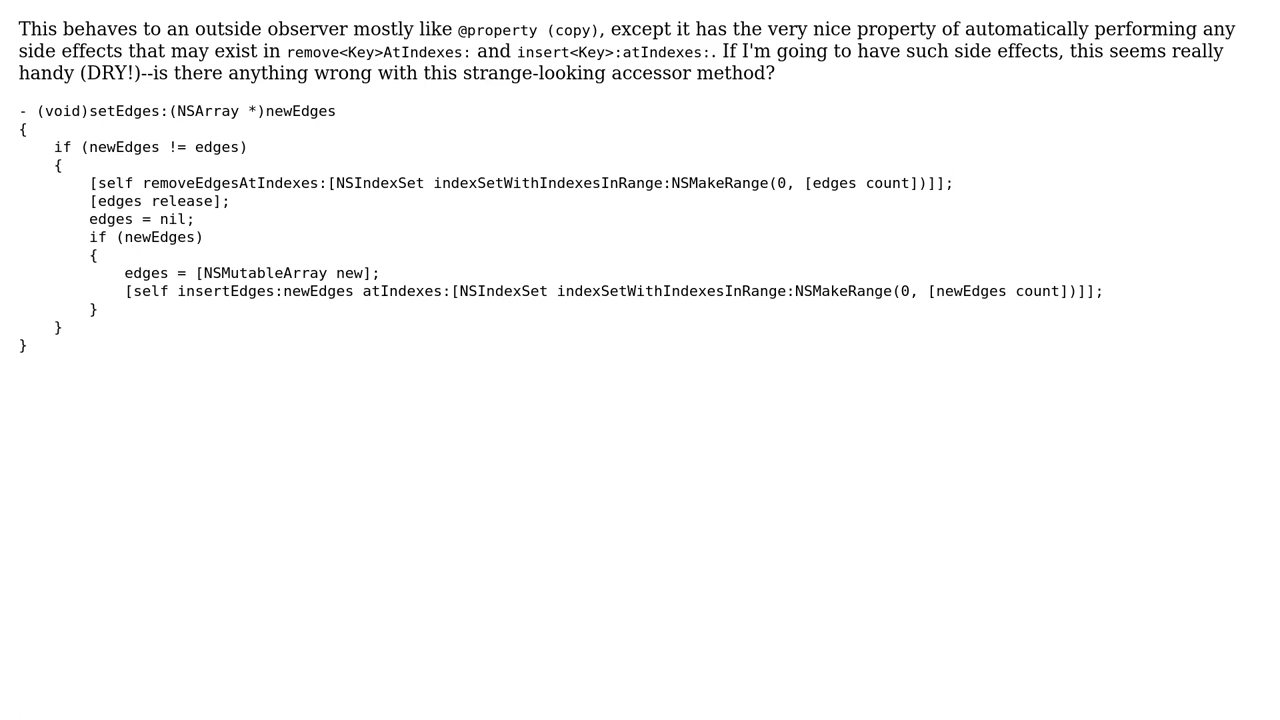 This behaves to an outside observer mostly like @property (copy), except it has the very nice property of automatically performing any
side effects that may exist in remove<Key>AtIndexes: and insert<Key>:atIndexes:. If I'm going to have such side effects, this seems really
handy (DRY!)--is there anything wrong with this strange-looking accessor method?
- (void)setEdges:(NSArray *)newEdges
{
    if (newEdges != edges)
    {
        [self removeEdgesAtIndexes:[NSIndexSet indexSetWithIndexesInRange:NSMakeRange(0, [edges count])]];
        [edges release];
        edges = nil;
        if (newEdges)
        {
            edges = [NSMutableArray new];
            [self insertEdges:newEdges atIndexes:[NSIndexSet indexSetWithIndexesInRange:NSMakeRange(0, [newEdges count])]];
        }
    }
}